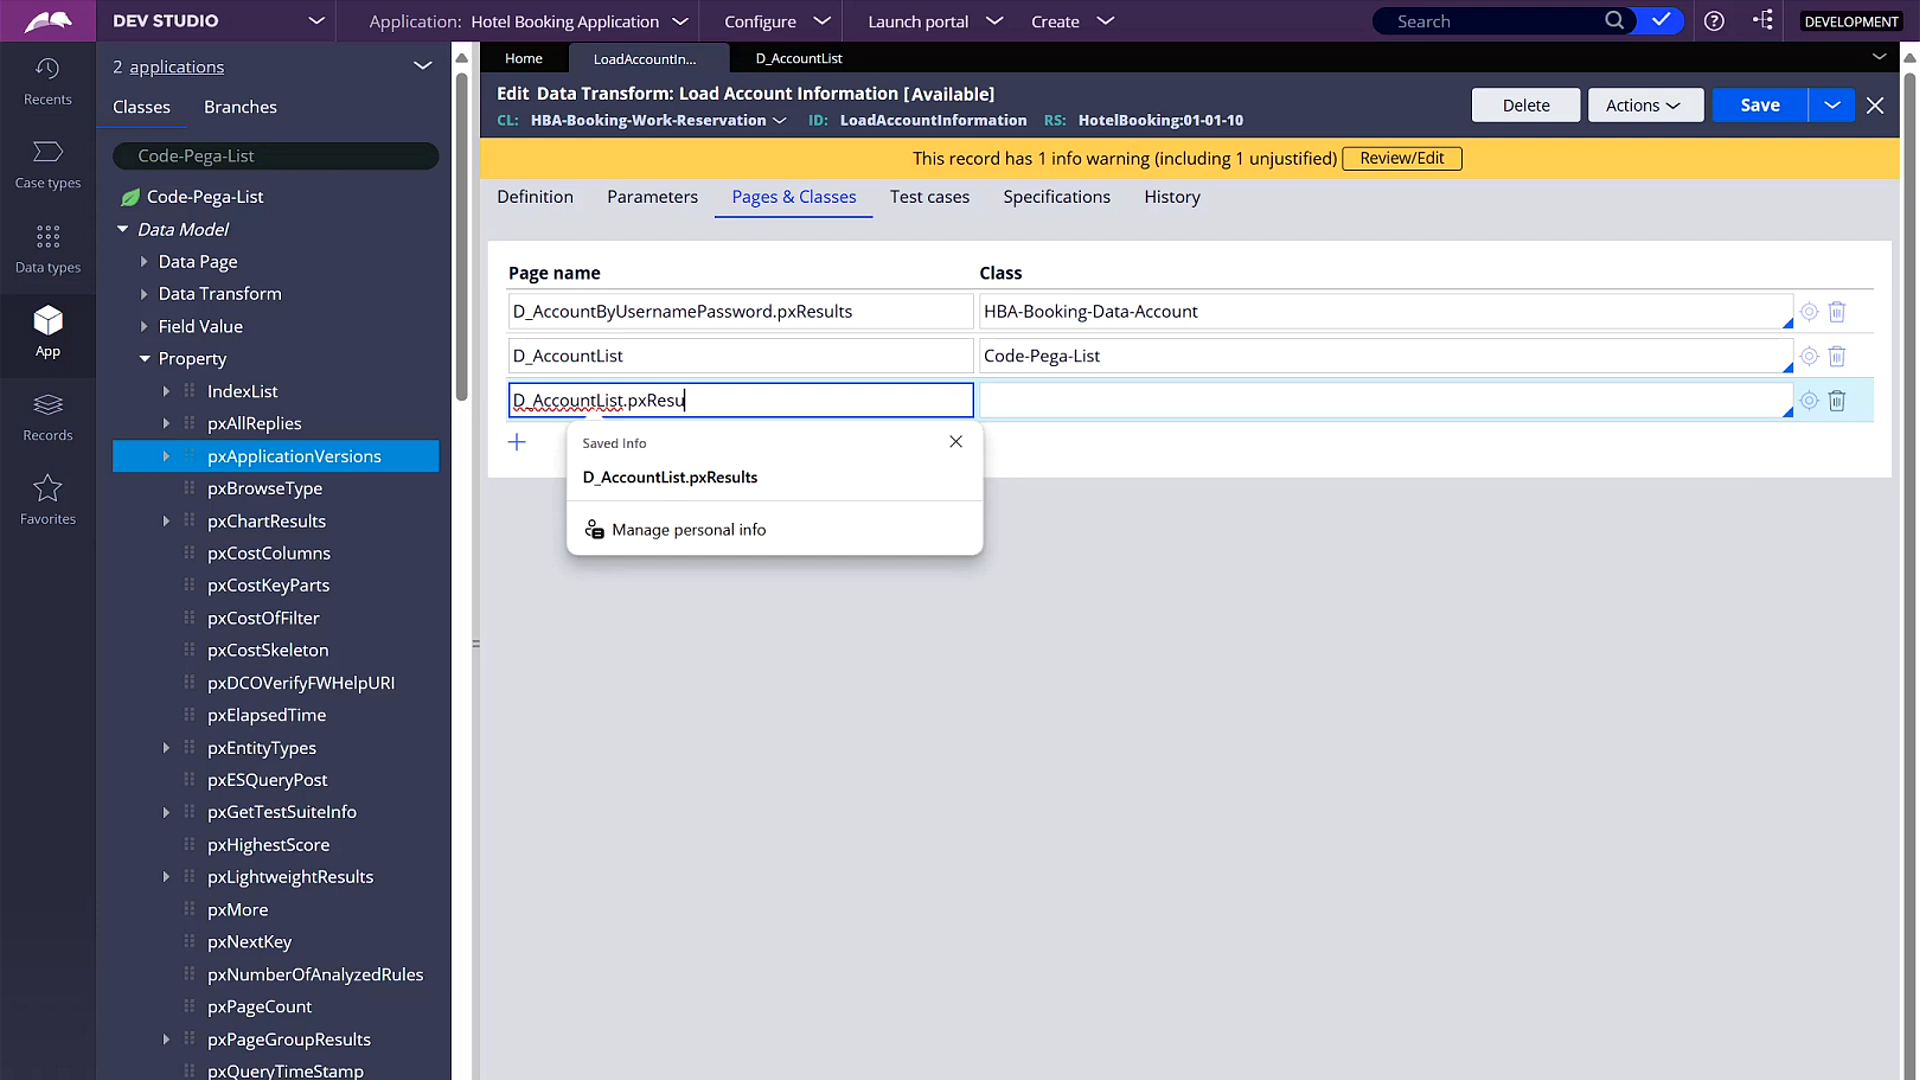 DEV STUDIO
Application: Hotel Booking Application
Configure
Launch portal
Create
Search
DEVELOPMENT
Recents
Case types
Data types
App
Records
Favorites
2 applications
Classes
Branches
Code-Pega-List
Code-Pega-List
Data Model
Data Page
Data Transform
Field Value
Property
IndexList
pxAllReplies
pxApplicationVersions
pxBrowseType
pxChartResults
pxCostColumns
pxCostKeyParts
pxCostOfFilter
pxCostSkeleton
pxDCOVerifyFWHelpURI
pxElapsedTime
pxEntityTypes
pxESQueryPost
pxGetTestSuiteInfo
pxHighestScore
pxLightweightResults
pxMore
pxNextKey
pxNumberOfAnalyzedRules
pxPageCount
pxPageGroupResults
pxQueryTimeStamp
Home
LoadAccountIn...
D_AccountList
Edit Data Transform: Load Account Information [Available]
CL: HBA-Booking-Work-Reservation ID: LoadAccountInformation RS: HotelBooking:01-01-10
Delete
Actions
Save
This record has 1 info warning (including 1 unjustified) Review/Edit
Definition
Parameters
Pages & Classes
Test cases
Specifications
History
Page name
Class
D_AccountByUsernamePassword.pxResults
HBA-Booking-Data-Account
D_AccountList
Code-Pega-List
D_AccountList.pxResu
Saved Info
D_AccountList.pxResults
Manage personal info